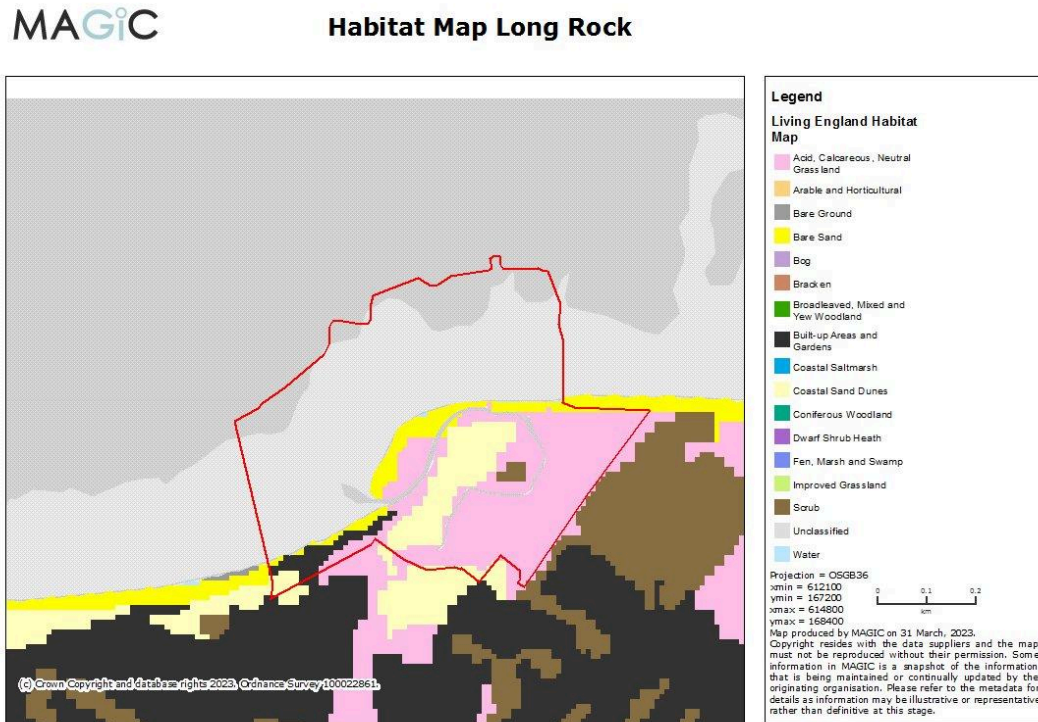 MAGiC
Habitat Map Long Rock
(c) Crown Copyright and database rights 2023. Ordnance Survey 100022861.
Legend
Living England Habitat
Map
Acid, Calcareous, Neutral
Grassland
Arable and Horticultural
Bare Ground
Bare Sand
Bog
Bracken
Broadleaved, Mixed and
Yew Woodland
Built-up Areas and
Gardens
Coastal Saltmarsh
Coastal Sand Dunes
Coniferous Woodland
Dwarf Shrub Heath
Fen, Marsh and Swamp
Improved Grassland
Scrub
Unclassified
Water
Projection = OSGB36
xmin = 612100
ymin = 167200
xmax = 614800
ymax = 168400
0 0.1 0.2
km
Map produced by MAGIC on 31 March, 2023.
Copyright resides with the data suppliers and the map
must not be reproduced without their permission. Some
information in MAGIC is a snapshot of the information
that is being maintained or continually updated by the
originating organisation. Please refer to the metadata for
details as information may be illustrative or representative
rather than definitive at this stage.